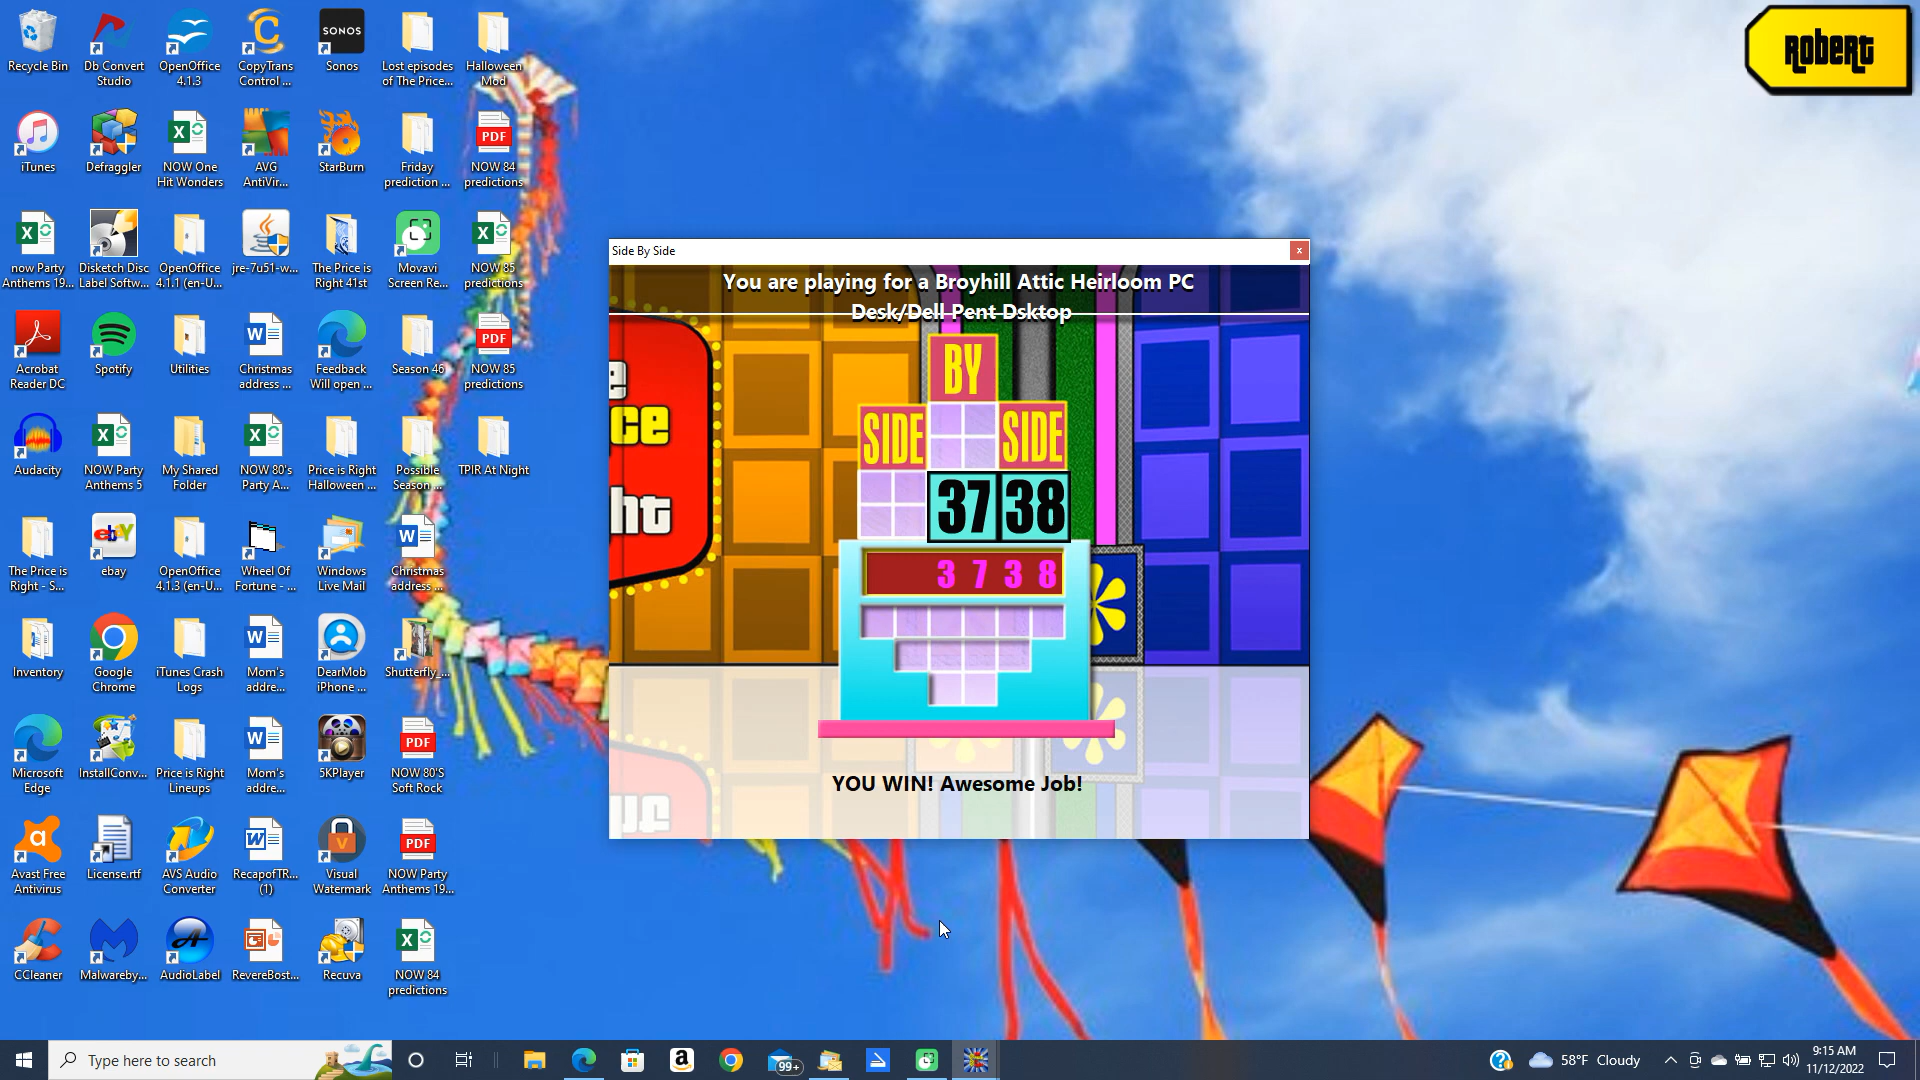 Recycle Bin
Db Convert
Studio
OpenOffice
4.1.3
CopyTrans
Control ...
SONOS
Sonos
Lost episodes
of The Price...
Halloween
Mod
ROBERT
iTunes
Defraggler
NOW One
Hit Wonders
AVG
AntiVir...
StarBurn
Friday
prediction ...
PDF
NOW 84
predictions
now Party
Anthems 19...
Disketch Disc
Label Softw...
OpenOffice
4.1.1 (en-U...
jre-7u51-w...
The Price is
Right 41st
Movavi
Screen Re...
NOW 85
predictions
Acrobat
Reader DC
Spotify
Utilities
Christmas
address ...
Feedback
Will open ...
Season 46
PDF
NOW 85
predictions
Audacity
NOW Party
Anthems 5
My Shared
Folder
NOW 80's
Party A...
Price is Right
Halloween ...
Possible
Season ...
TPIR At Night
The Price is
Right - S...
ebay
ebay
OpenOffice
4.1.3 (en-U...
Wheel Of
Fortune - ...
Windows
Live Mail
Christmas
address ...
Inventory
Google
Chrome
iTunes Crash
Logs
Mom's
addre...
DearMob
iPhone ...
Shutterfly_...
Microsoft
Edge
InstallConv...
Price is Right
Lineups
Mom's
addre...
5KPlayer
PDF
NOW 80'S
Soft Rock
Avast Free
Antivirus
License.rtf
AVS Audio
Converter
RecapofTR...
(1)
Visual
Watermark
PDF
NOW Party
Anthems 19...
CCleaner
Malwareby...
AudioLabel
RevereBost...
Recuva
NOW 84
predictions
Side By Side
x
You are playing for a Broyhill Attic Heirloom PC
Desk/Dell Pent Dsktop
BY
SIDE
SIDE
37 38
3 7 3 8
YOU WIN! Awesome Job!
Type here to search
99+
58°F Cloudy
9:15 AM
11/12/2022